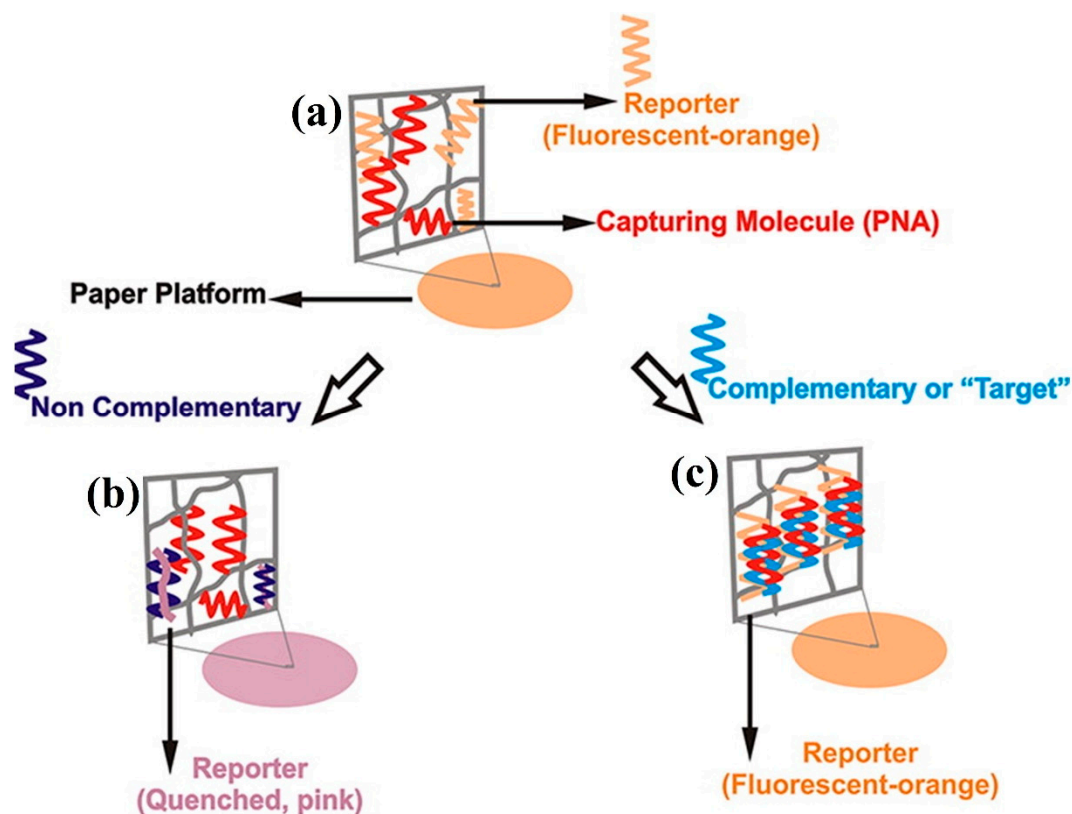 (a)
Reporter
(Fluorescent-orange)
Capturing Molecule (PNA)
Paper Platform
Non Complementary
Complementary or “Target”
(b)
(c)
Reporter
(Quenched, pink)
Reporter
(Fluorescent-orange)